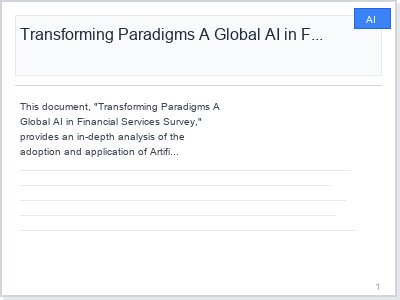 AI
Transforming Paradigms A Global AI in F...
This document, "Transforming Paradigms A
Global AI in Financial Services Survey,"
provides an in-depth analysis of the
adoption and application of Artifi...
1